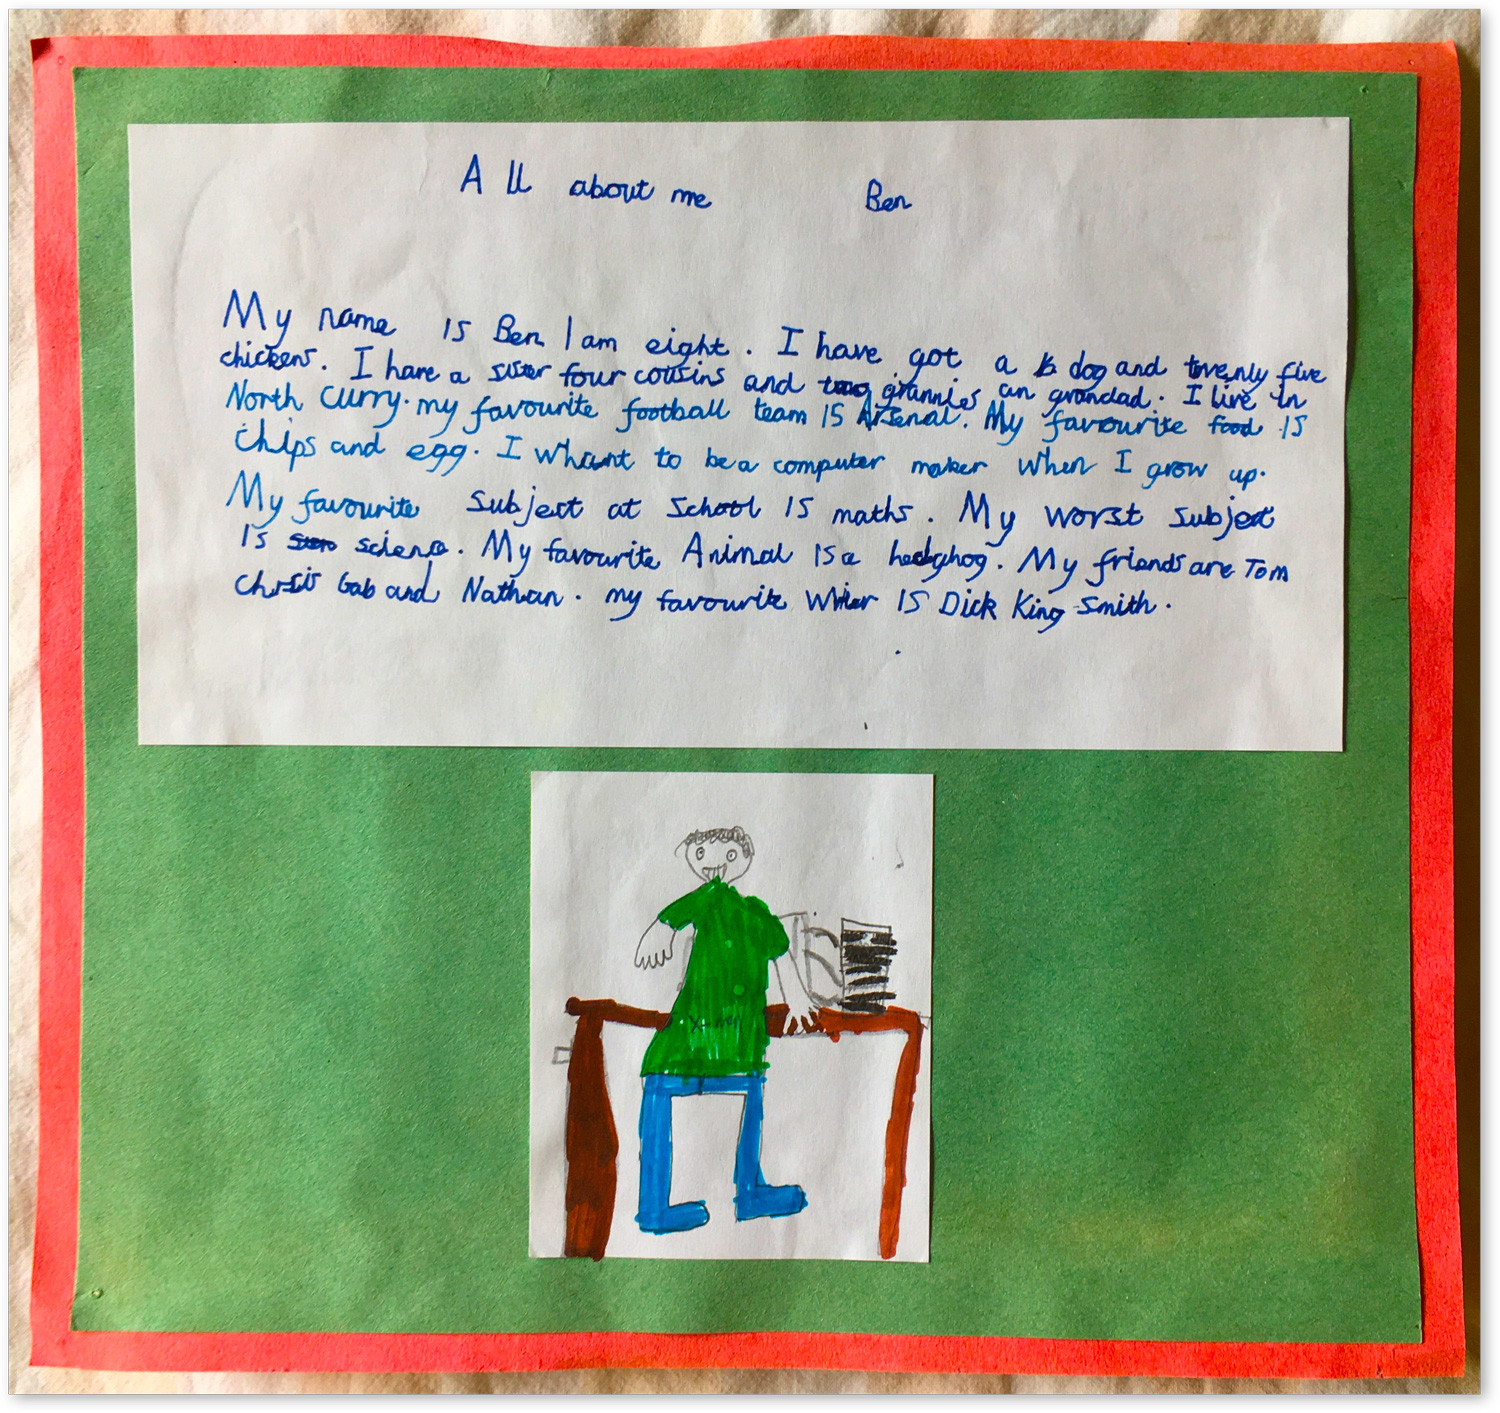 All about me Ben
My name is Ben I am eight. I have got a dog and twenly five
chickens. I have a sister four cousins and two grannies an grandad. I live in
North Curry. my favourite football team is Arsenal. My favourite food is
chips and egg. I whant to be a computer maker when I grow up.
My favourite subject at school is maths. My worst subject
is science. My favourite Animal is a hedghog. My friends are Tom
Chris Gab and Nathan. my favourite writer is Dick King-Smith.